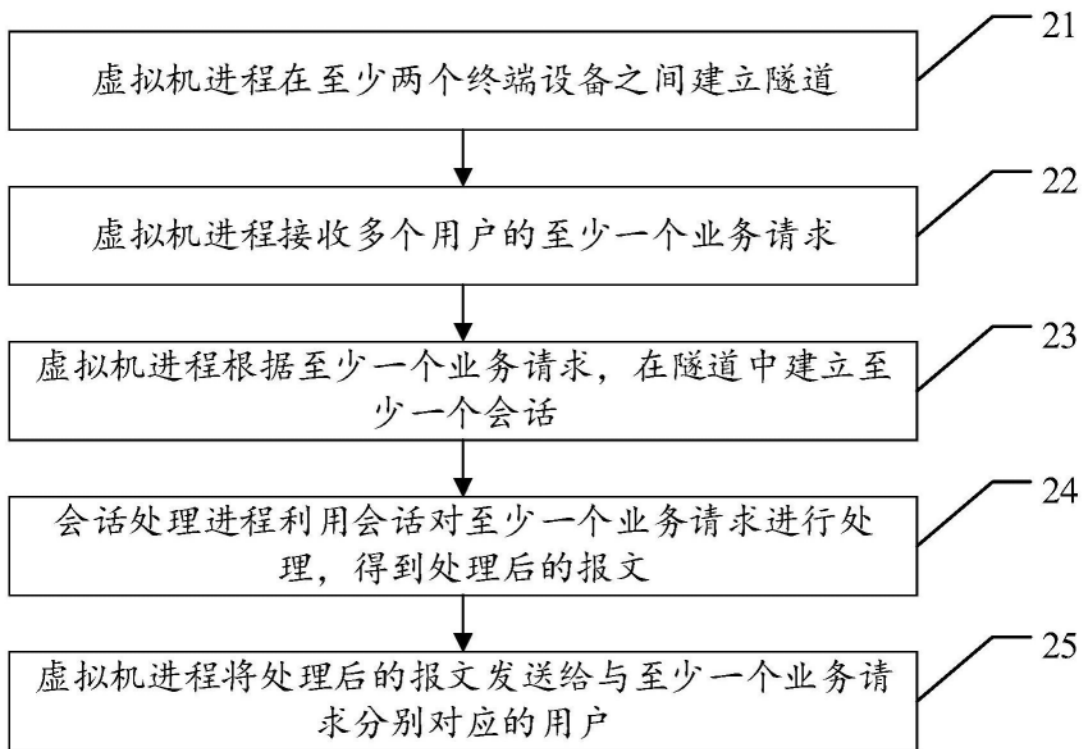 21
虚拟机进程在至少两个终端设备之间建立隧道
22
虚拟机进程接收多个用户的至少一个业务请求
23
虚拟机进程根据至少一个业务请求，在隧道中建立至
少一个会话
24
会话处理进程利用会话对至少一个业务请求进行处
理，得到处理后的报文
25
虚拟机进程将处理后的报文发送给与至少一个业务请
求分别对应的用户